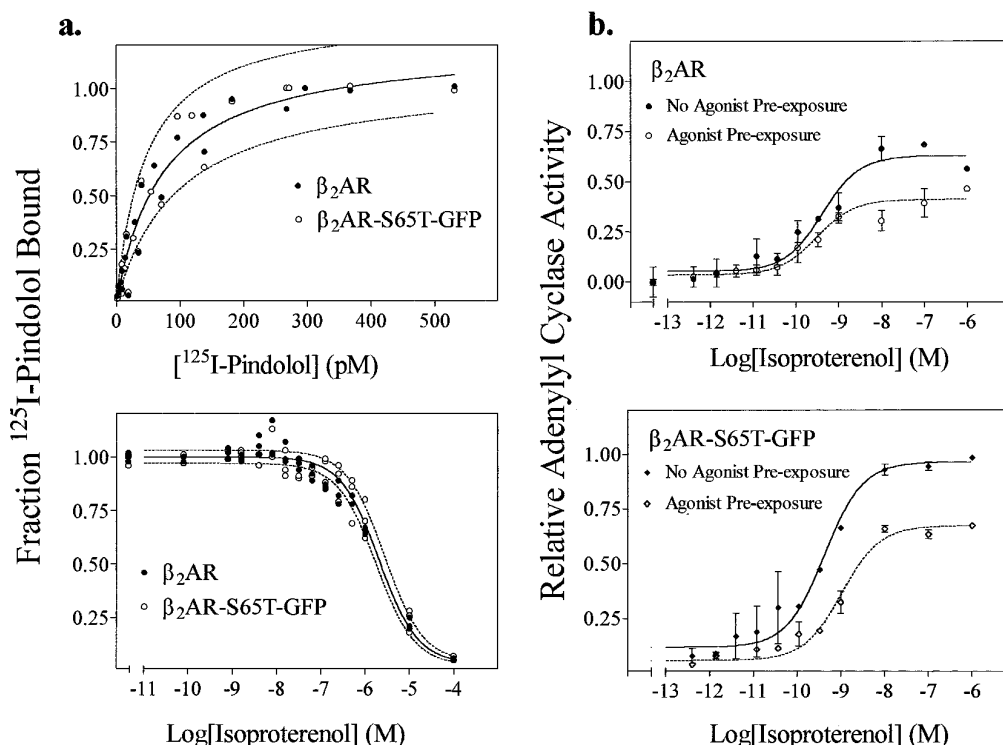 a.
Fraction ¹²⁵I-Pindolol Bound
1.00
0.75
0.50
0.25
β₂AR
β₂AR-S65T-GFP
0 100 200 300 400 500
[¹²⁵I-Pindolol] (pM)
1.00
0.75
0.50
0.25
β₂AR
β₂AR-S65T-GFP
-11 -10 -9 -8 -7 -6 -5 -4 -3
Log[Isoproterenol] (M)
b.
Relative Adenylyl Cyclase Activity
β₂AR
No Agonist Pre-exposure
Agonist Pre-exposure
1.00
0.75
0.50
0.25
0.00
-13 -12 -11 -10 -9 -8 -7 -6
Log[Isoproterenol] (M)
β₂AR-S65T-GFP
No Agonist Pre-exposure
Agonist Pre-exposure
1.00
0.75
0.50
0.25
-13 -12 -11 -10 -9 -8 -7 -6
Log[Isoproterenol] (M)